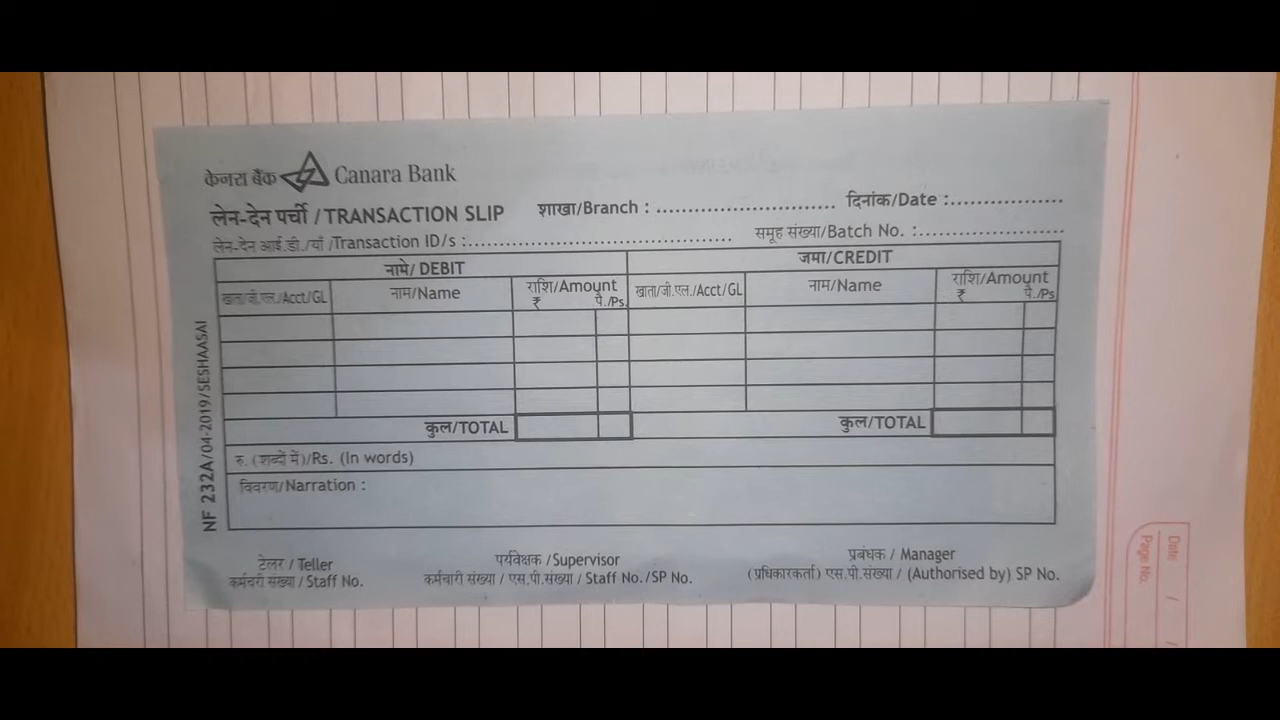 केनरा बैंक Canara Bank
लेन-देन पर्ची / TRANSACTION SLIP शाखा/Branch : ........................................ दिनांक/Date :.........................
लेन-देन आई.डी./याँ /Transaction ID/s :.......................................................... समूह संख्या/Batch No. :................................
नामे/ DEBIT जमा/CREDIT
खाता/जी.एल./Acct/GL नाम/Name राशि/Amount खाता/जी.एल./Acct/GL नाम/Name राशि/Amount
₹ पै./Ps. ₹ पै./Ps
कुल/TOTAL कुल/TOTAL
रु. (शब्दों में)/Rs. (In words)
विवरण/Narration :
टेलर / Teller पर्यवेक्षक / Supervisor प्रबंधक / Manager
कर्मचारी संख्या / Staff No. कर्मचारी संख्या / एस.पी.संख्या / Staff No./SP No. (प्राधिकारकर्ता) एस.पी.संख्या / (Authorised by) SP No.
NF 232A/04-2019/SESHAASAI
Date / /
Page No.